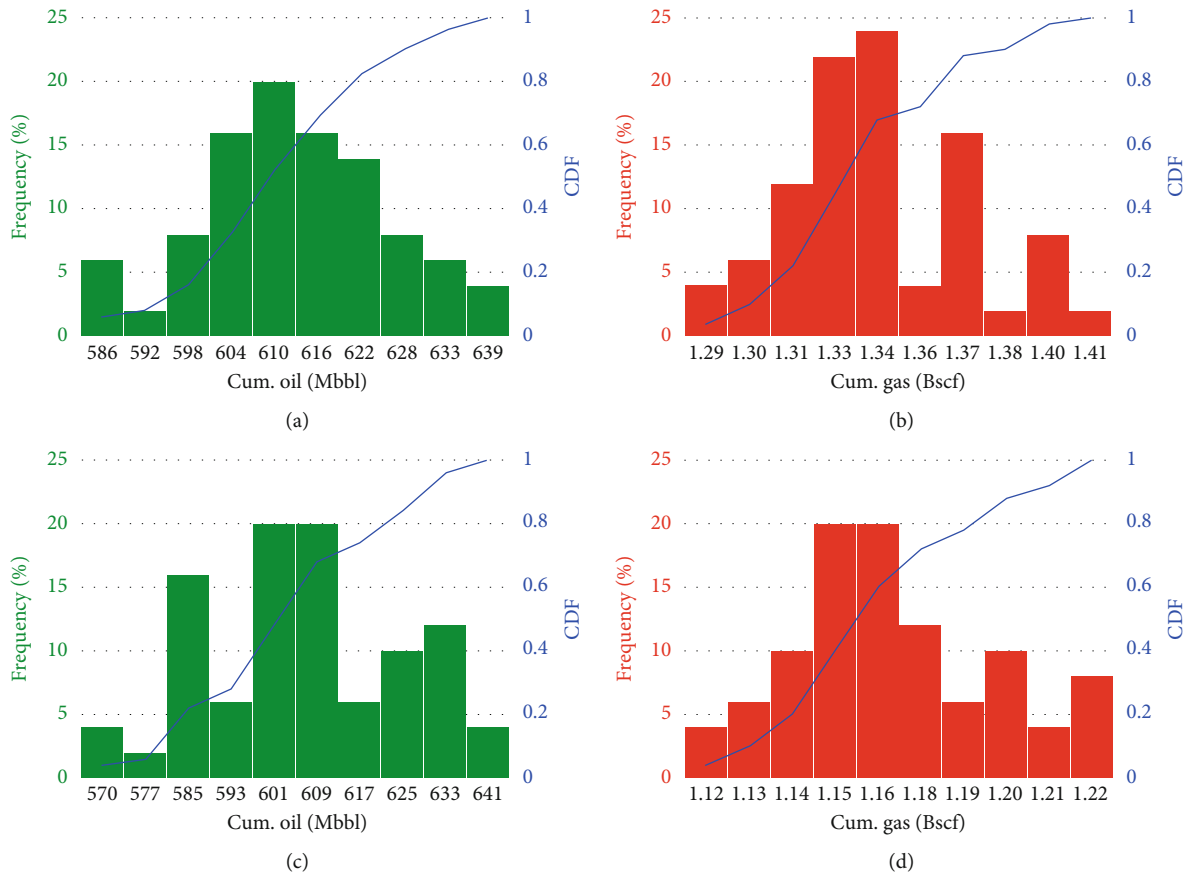 25
20
15
10
5
0
Frequency (%)
586 592 598 604 610 616 622 628 633 639
Cum. oil (Mbbl)
1
0.8
0.6
0.4
0.2
0
CDF
(a)
25
20
15
10
5
0
Frequency (%)
1.29 1.30 1.31 1.33 1.34 1.36 1.37 1.38 1.40 1.41
Cum. gas (Bscf)
1
0.8
0.6
0.4
0.2
0
CDF
(b)
25
20
15
10
5
0
Frequency (%)
570 577 585 593 601 609 617 625 633 641
Cum. oil (Mbbl)
1
0.8
0.6
0.4
0.2
0
CDF
(c)
25
20
15
10
5
0
Frequency (%)
1.12 1.13 1.14 1.15 1.16 1.18 1.19 1.20 1.21 1.22
Cum. gas (Bscf)
1
0.8
0.6
0.4
0.2
0
CDF
(d)